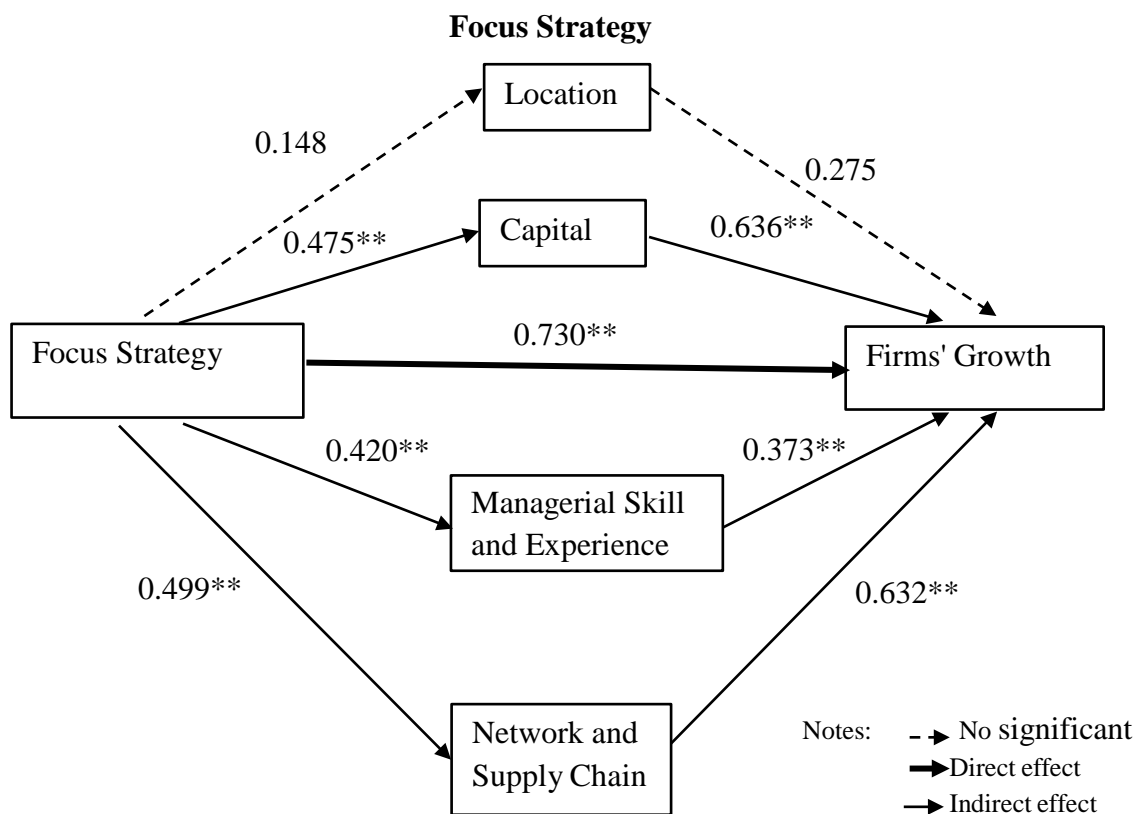 Focus Strategy
Location
0.148
0.275
Capital
0.475**
0.636**
Focus Strategy
0.730**
Firms' Growth
0.420**
0.373**
Managerial Skill
and Experience
0.499**
0.632**
Network and
Supply Chain
Notes:
No significant
Direct effect
Indirect effect